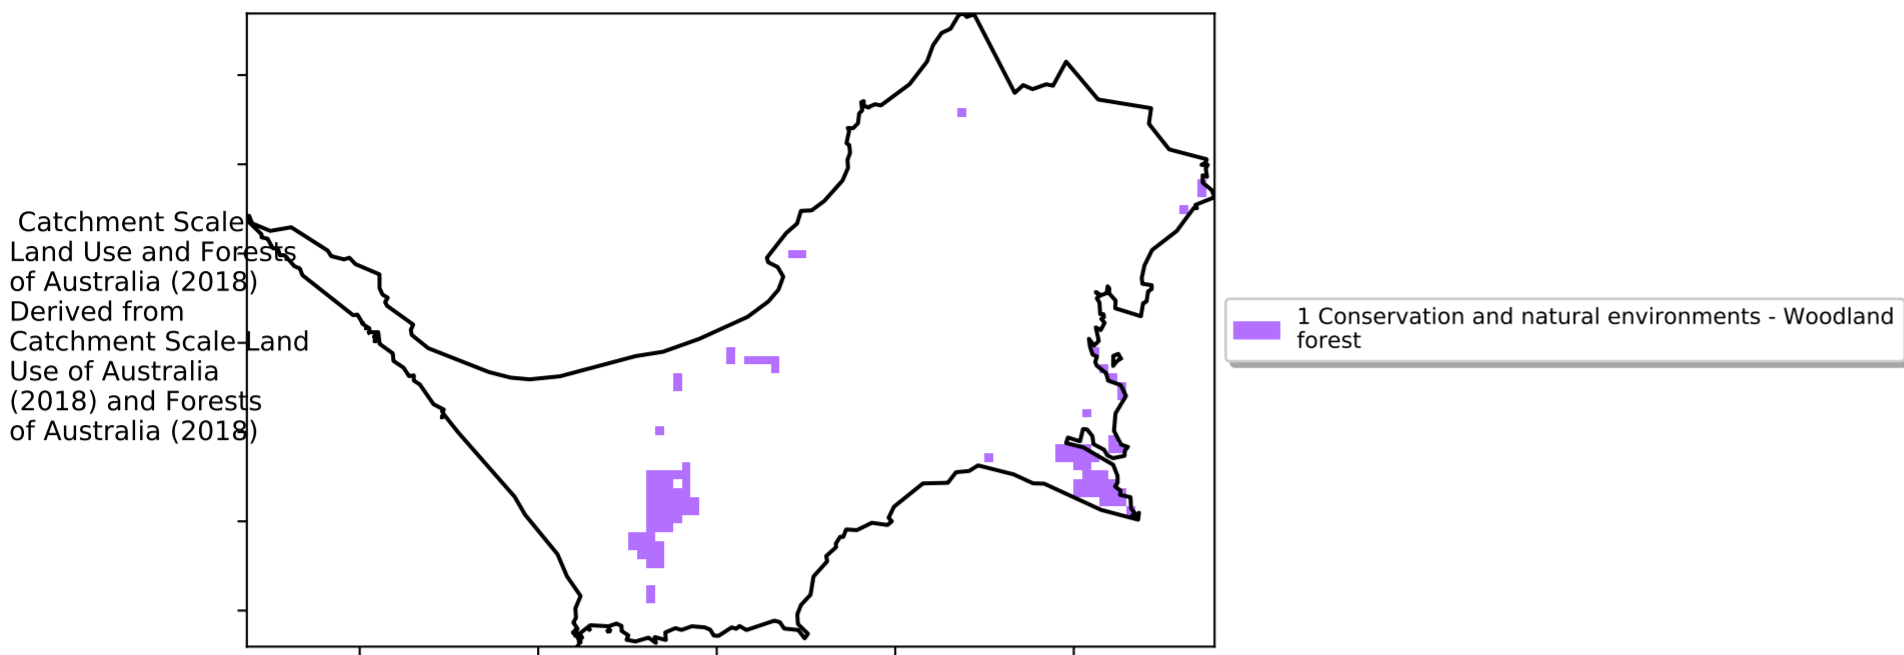 Catchment Scale
Land Use and Forests
of Australia (2018)
Derived from
Catchment Scale Land
Use of Australia
(2018) and Forests
of Australia (2018)
1 Conservation and natural environments - Woodland
forest